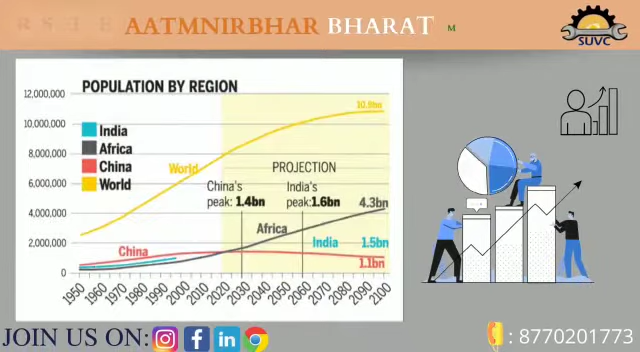 AATMNIRBHAR BHARAT M
SUVC
POPULATION BY REGION
12,000,000
10,000,000
8,000,000
6,000,000
4,000,000
2,000,000
0
India
Africa
China
World
World
10.9bn
PROJECTION
China's
peak: 1.4bn
India's
peak:1.6bn
4.3bn
Africa
India 1.5bn
China
1.1bn
1950
1960
1970
1980
1990
2000
2010
2020
2030
2040
2050
2060
2070
2080
2090
2100
JOIN US ON:
: 8770201773